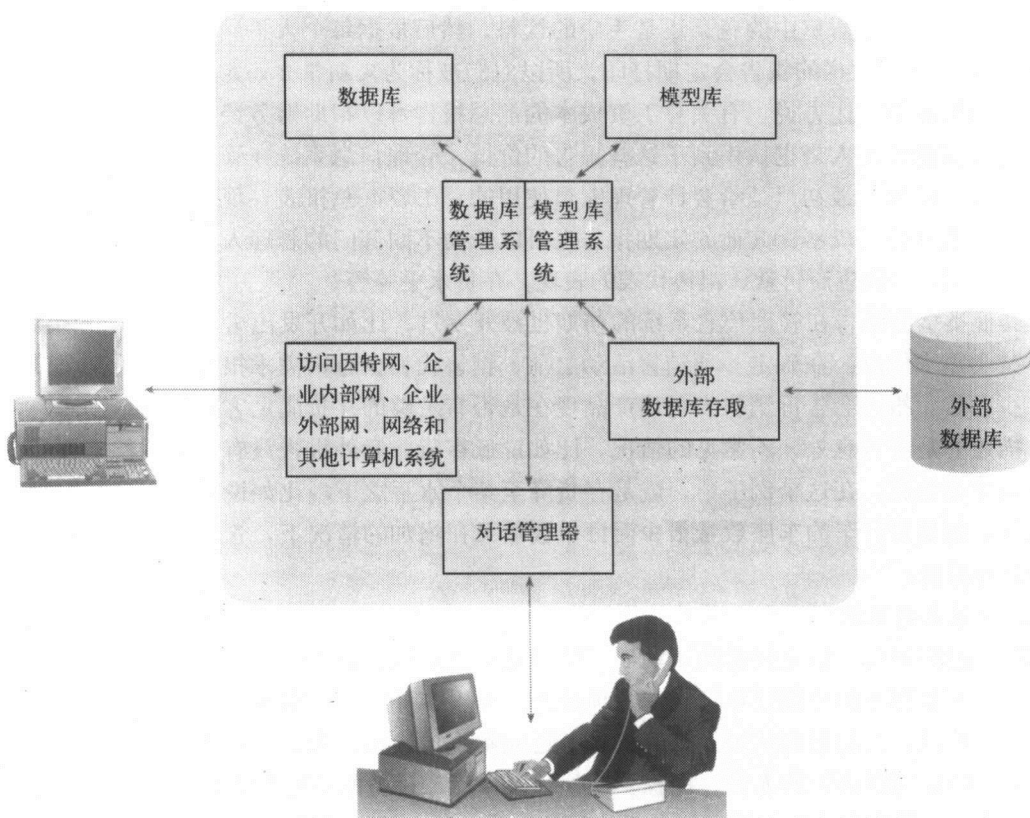 数据库
模型库
数据库
管理系
统
模型库
管理系
统
访问因特网、企
业内部网、企业
外部网、网络和
其他计算机系统
外部
数据库存取
外部
数据库
对话管理器